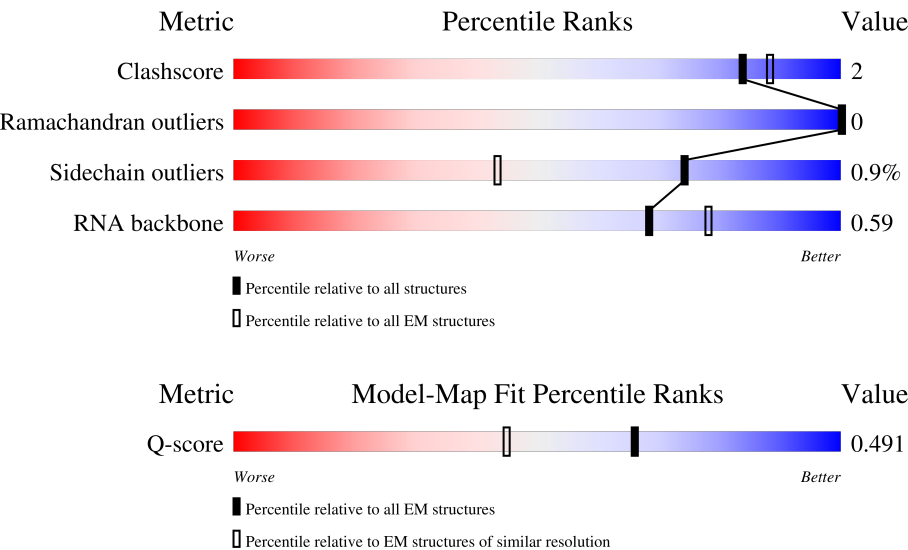 Metric Percentile Ranks Value
Clashscore 2
Ramachandran outliers 0
Sidechain outliers 0.9%
RNA backbone 0.59
Worse Better
Percentile relative to all structures
Percentile relative to all EM structures
Metric Model-Map Fit Percentile Ranks Value
Q-score 0.491
Worse Better
Percentile relative to all EM structures
Percentile relative to EM structures of similar resolution